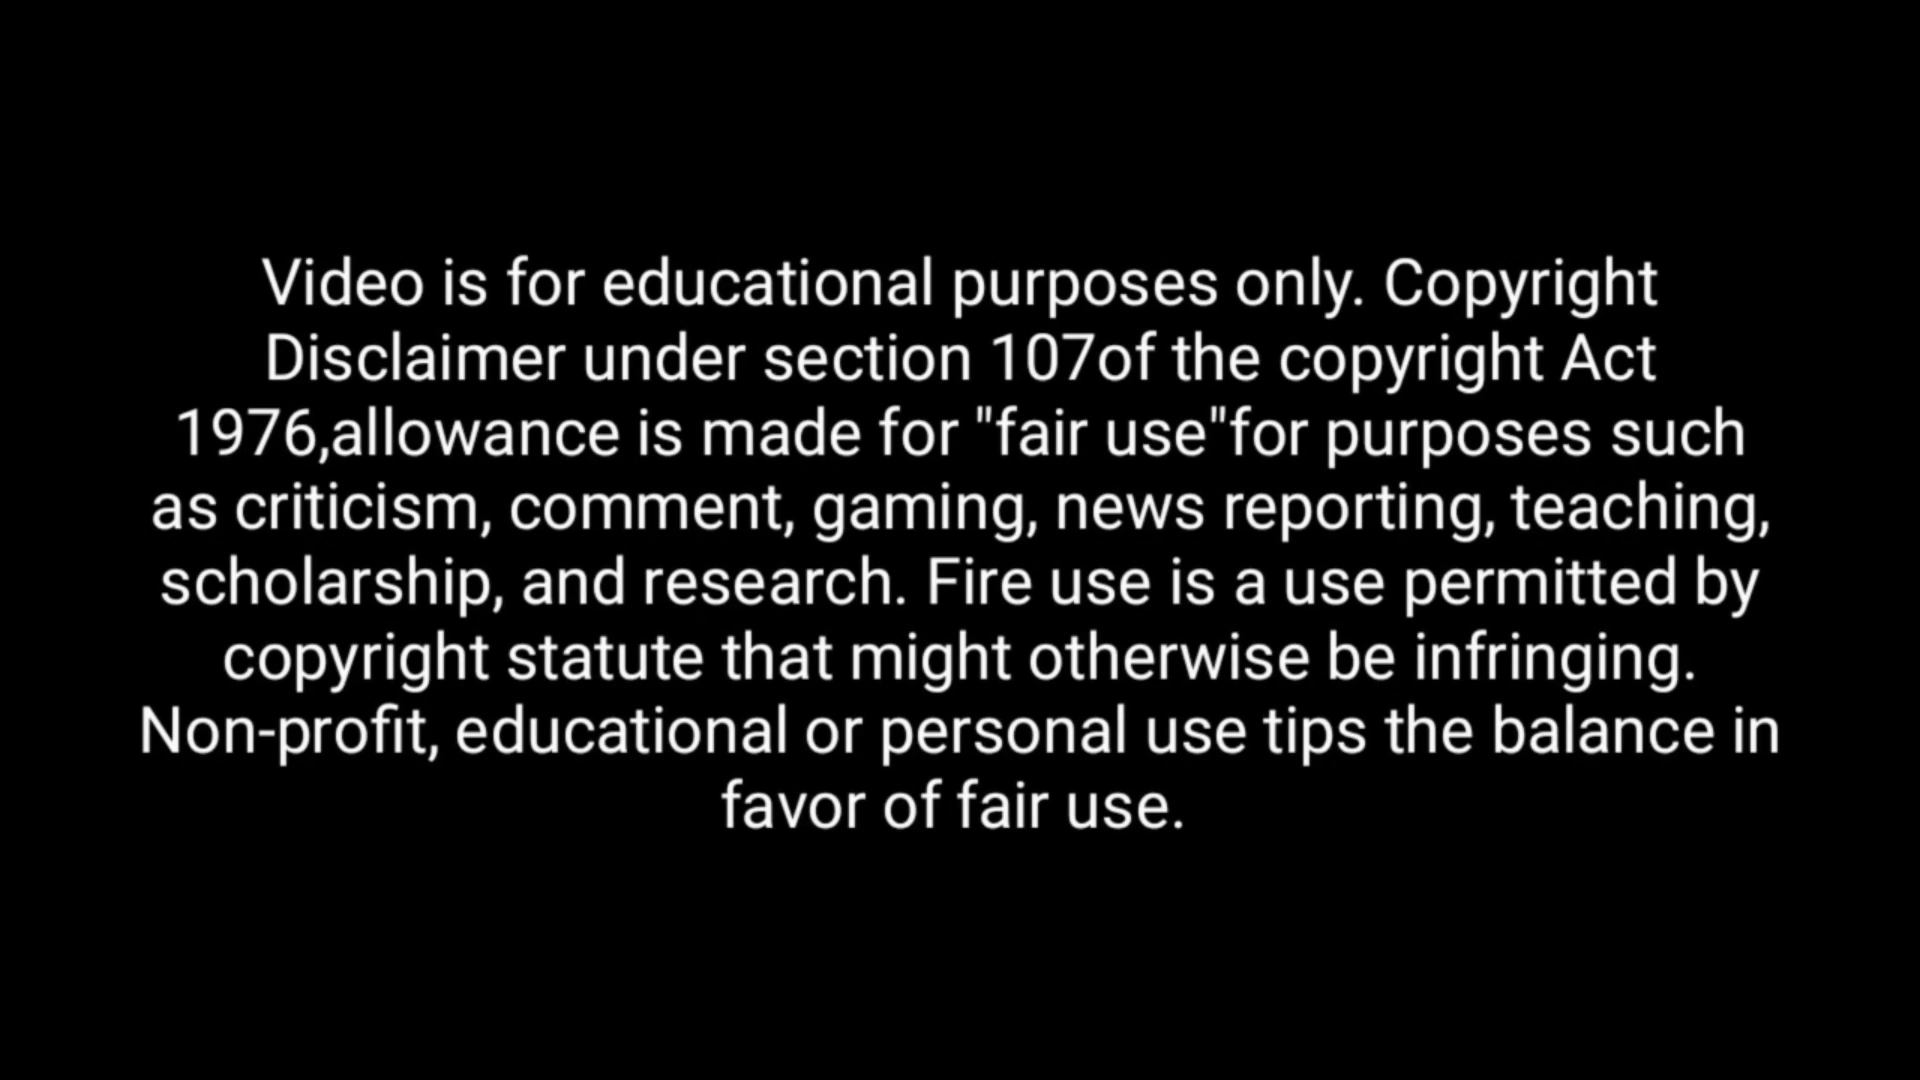 Video is for educational purposes only. Copyright
Disclaimer under section 107of the copyright Act
1976,allowance is made for "fair use"for purposes such
as criticism, comment, gaming, news reporting, teaching,
scholarship, and research. Fire use is a use permitted by
copyright statute that might otherwise be infringing.
Non-profit, educational or personal use tips the balance in
favor of fair use.